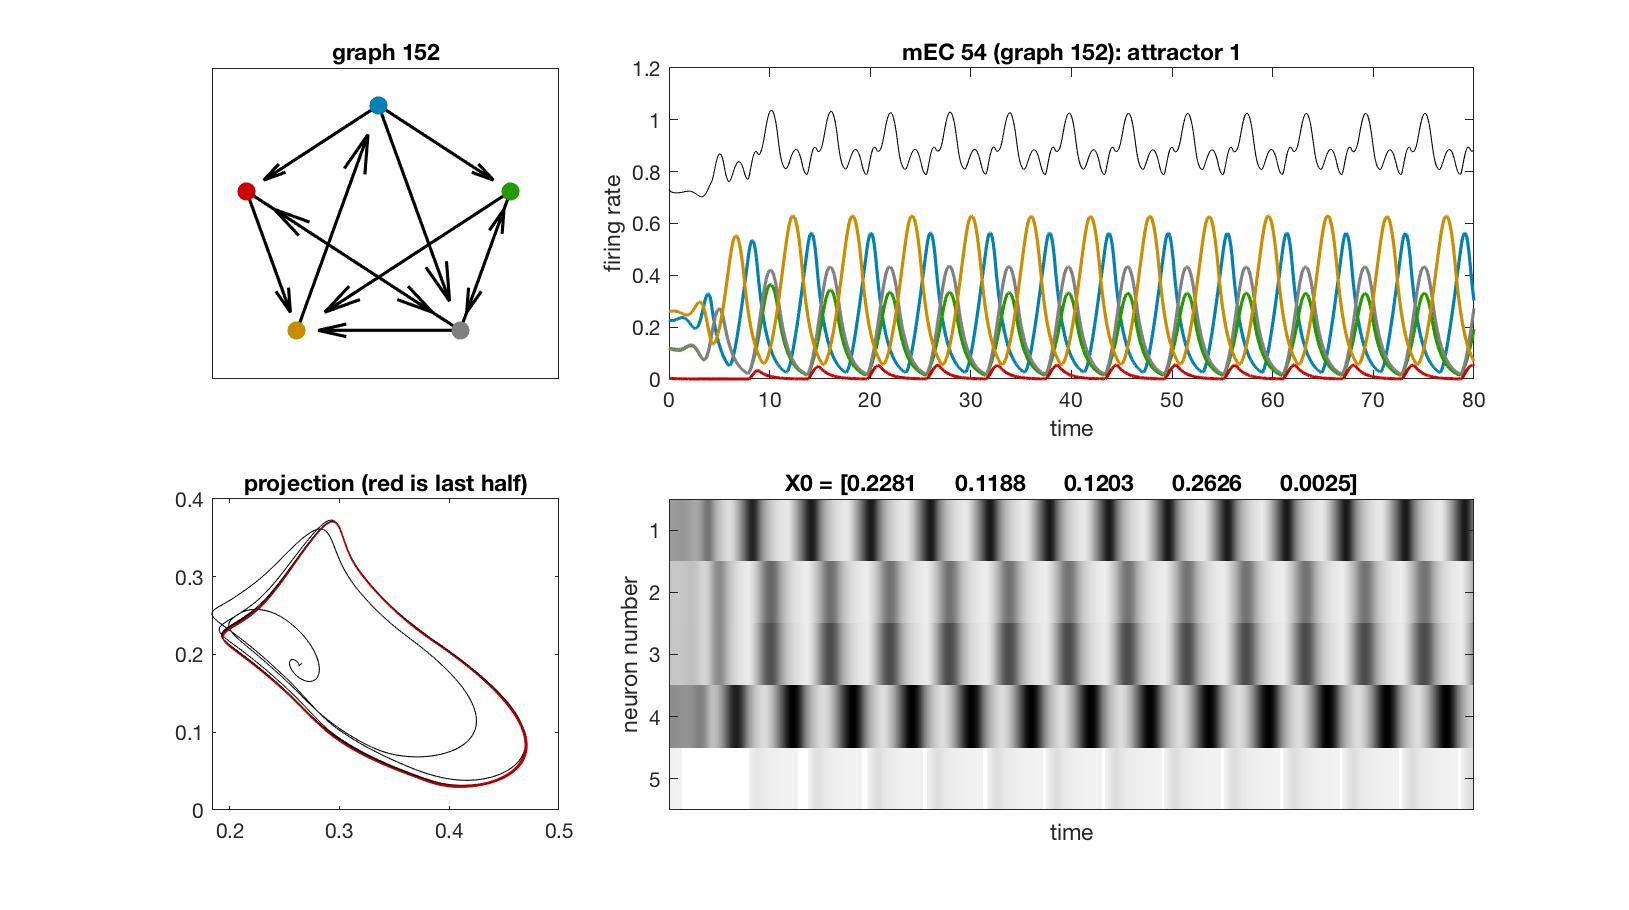 graph 152
mEC 54 (graph 152): attractor 1
1.2
1
0.8
0.6
0.4
0.2
0
firing rate
0 10 20 30 40 50 60 70 80
time
projection (red is last half)
0.4
0.3
0.2
0.1
0
0.2 0.3 0.4 0.5
X0 = [0.2281 0.1188 0.1203 0.2626 0.0025]
1
2
3
4
5
neuron number
time